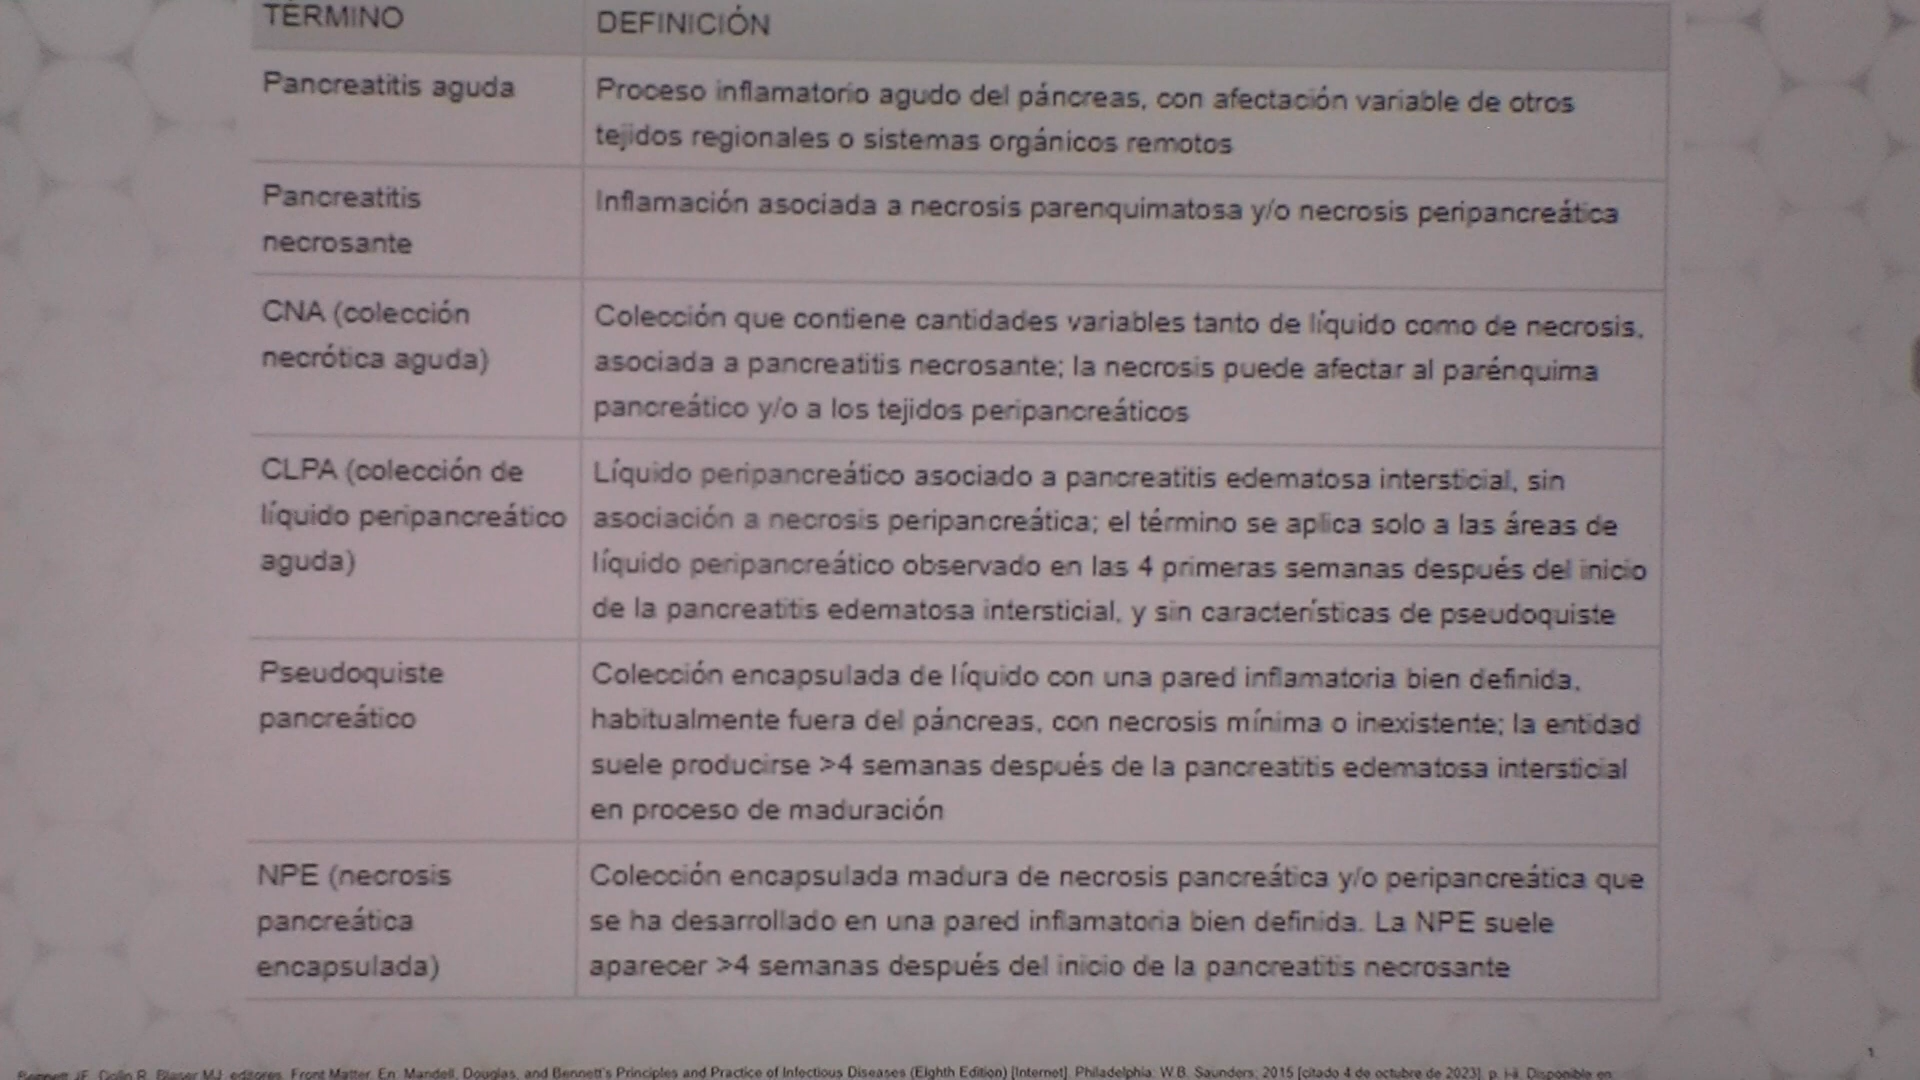 TÉRMINO
DEFINICIÓN
Pancreatitis aguda
Proceso inflamatorio agudo del páncreas, con afectación variable de otros
tejidos regionales o sistemas orgánicos remotos
Pancreatitis
necrosante
Inflamación asociada a necrosis parenquimatosa y/o necrosis peripancreática
CNA (colección
necrótica aguda)
Colección que contiene cantidades variables tanto de líquido como de necrosis,
asociada a pancreatitis necrosante; la necrosis puede afectar al parénquima
pancreático y/o a los tejidos peripancreáticos
CLPA (colección de
líquido peripancreático
aguda)
Líquido peripancreático asociado a pancreatitis edematosa intersticial, sin
asociación a necrosis peripancreática; el término se aplica solo a las áreas de
líquido peripancreático observado en las 4 primeras semanas después del inicio
de la pancreatitis edematosa intersticial, y sin características de pseudoquiste
Pseudoquiste
pancreático
Colección encapsulada de líquido con una pared inflamatoria bien definida,
habitualmente fuera del páncreas, con necrosis mínima o inexistente; la entidad
suele producirse >4 semanas después de la pancreatitis edematosa intersticial
en proceso de maduración
NPE (necrosis
pancreática
encapsulada)
Colección encapsulada madura de necrosis pancreática y/o peripancreática que
se ha desarrollado en una pared inflamatoria bien definida. La NPE suele
aparecer >4 semanas después del inicio de la pancreatitis necrosante
1
Bennett JE, Dolin R, Blaser MJ, editores. Front Matter. En: Mandell, Douglas, and Bennett's Principles and Practice of Infectious Diseases (Eighth Edition) [Internet]. Philadelphia: W.B. Saunders; 2015 [citado 4 de octubre de 2023]. p. i-ii. Disponible en